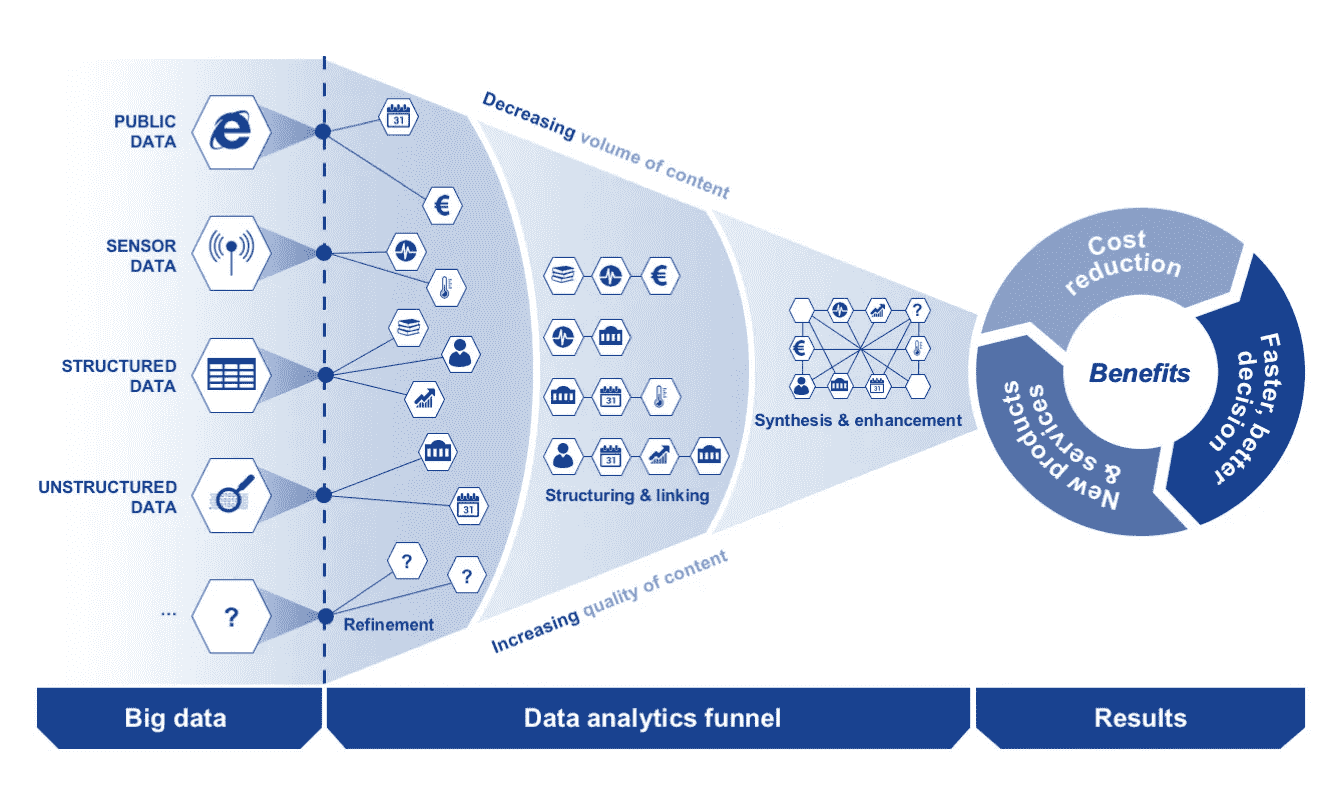 PUBLIC
DATA
SENSOR
DATA
STRUCTURED
DATA
UNSTRUCTURED
DATA
...
?
31
€
E
31
?
?
Refinement
Decreasing volume of content
€
31
E
31
Structuring & linking
Increasing quality of content
?
€
E
31
Synthesis & enhancement
Cost
reduction
Faster, better
decision
New products
& services
Benefits
Big data
Data analytics funnel
Results